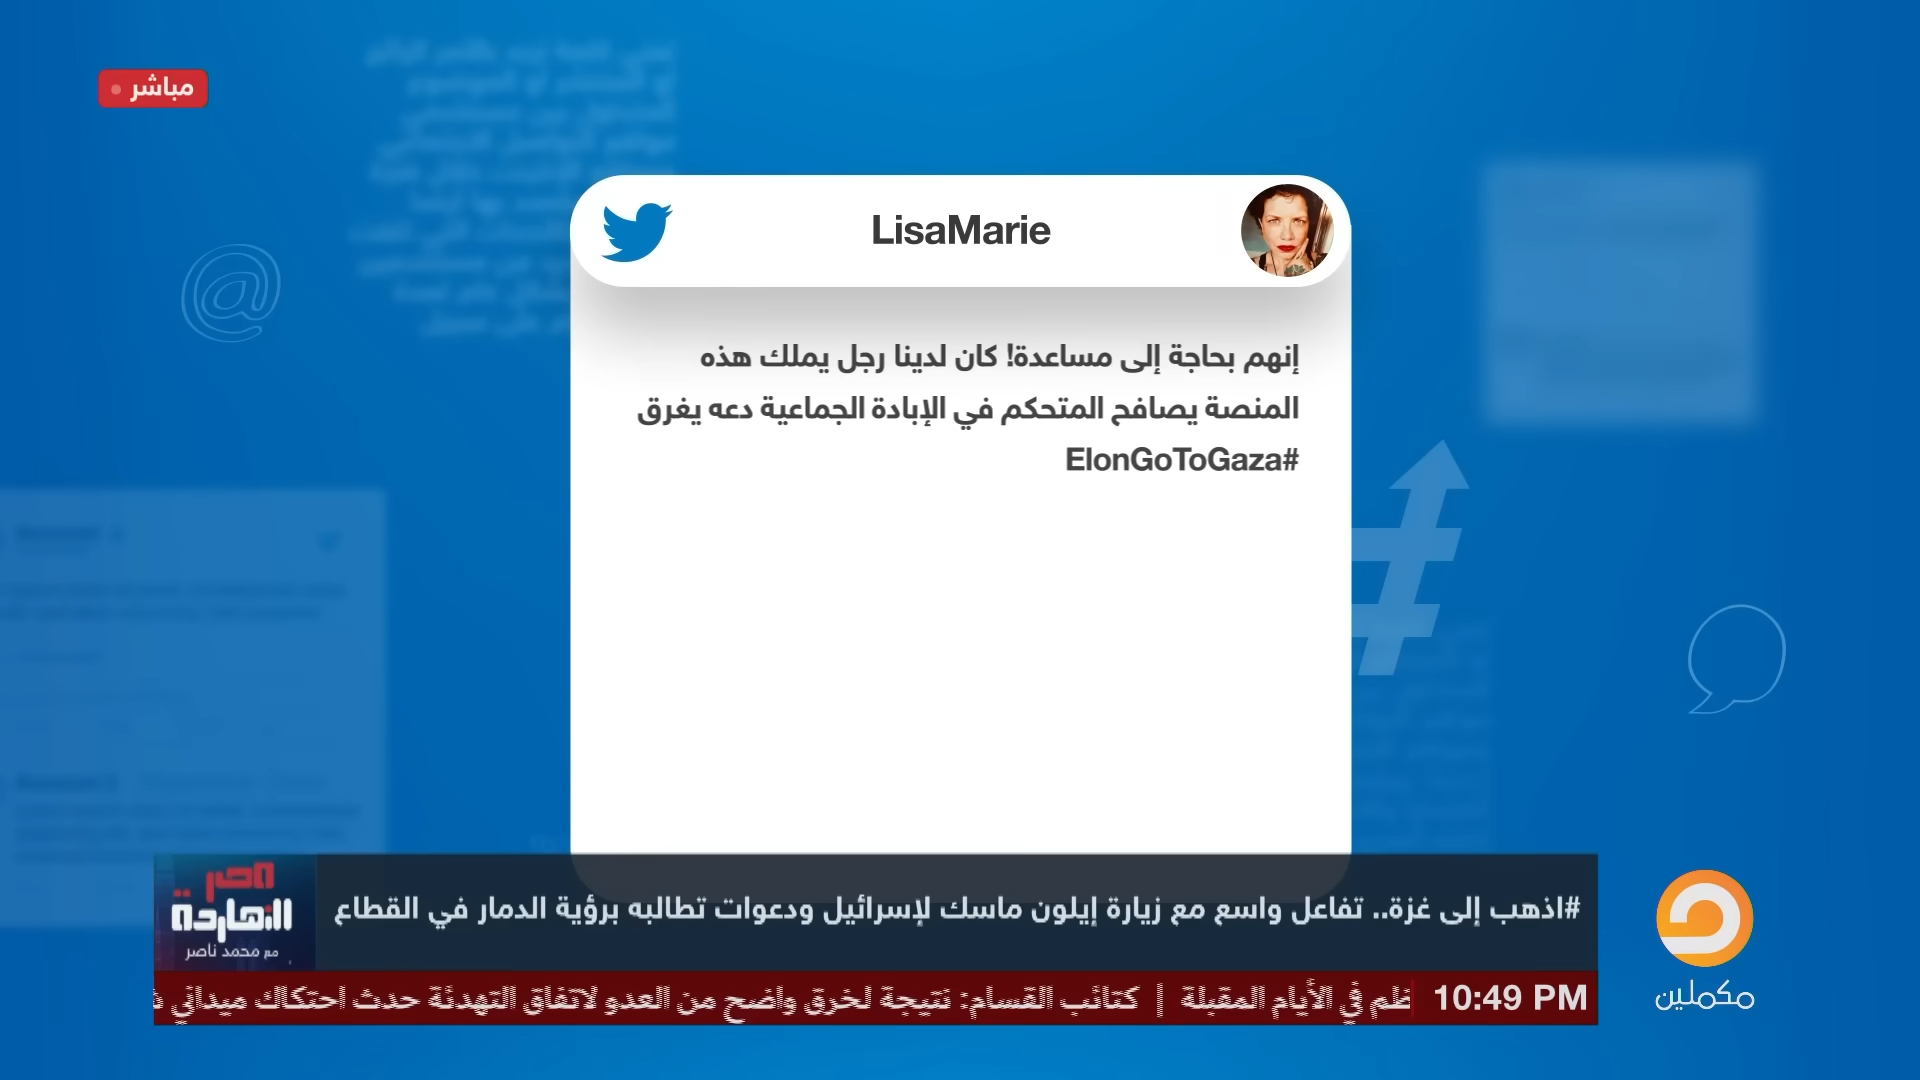 مباشر
LisaMarie
إنهم بحاجة إلى مساعدة! كان لدينا رجل يملك هذه
المنصة يصافح المتحكم في الإبادة الجماعية دعه يغرق
#ElonGoToGaza
مصر
النهاردة
مع محمد ناصر
#اذهب إلى غزة.. تفاعل واسع مع زيارة إيلون ماسك لإسرائيل ودعوات تطالبه برؤية الدمار في القطاع
10:49 PM
في الأيام المقبلة | كتائب القسام: نتيجة لخرق واضح من العدو لاتفاق التهدئة حدث احتكاك ميداني
مكملين